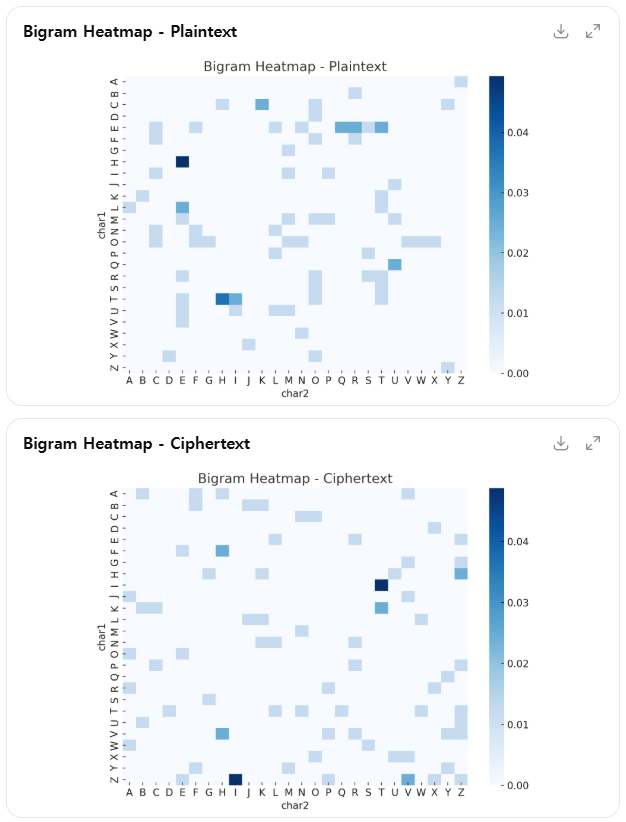 Bigram Heatmap - Plaintext
Bigram Heatmap - Plaintext
A
B
C
D
E
F
G
H
I
J
K
L
M
N
O
P
Q
R
S
T
U
V
W
X
Y
Z
char1
A B C D E F G H I J K L M N O P Q R S T U V W X Y Z
char2
0.04
0.03
0.02
0.01
0.00
Bigram Heatmap - Ciphertext
Bigram Heatmap - Ciphertext
A
B
C
D
E
F
G
H
I
J
K
L
M
N
O
P
Q
R
S
T
U
V
W
X
Y
Z
char1
A B C D E F G H I J K L M N O P Q R S T U V W X Y Z
char2
0.04
0.03
0.02
0.01
0.00